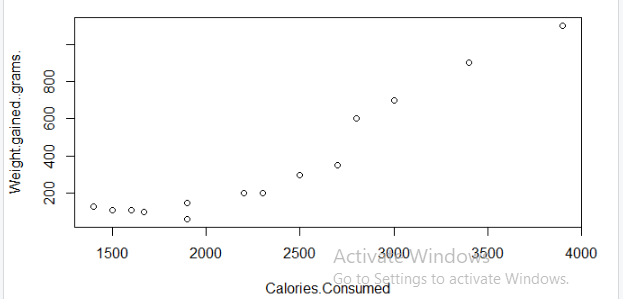 Weight.gained..grams.
800
600
400
200
1500 2000 2500 3000 3500 4000
Activate Windows
Go to Settings to activate Windows.
Calories.Consumed